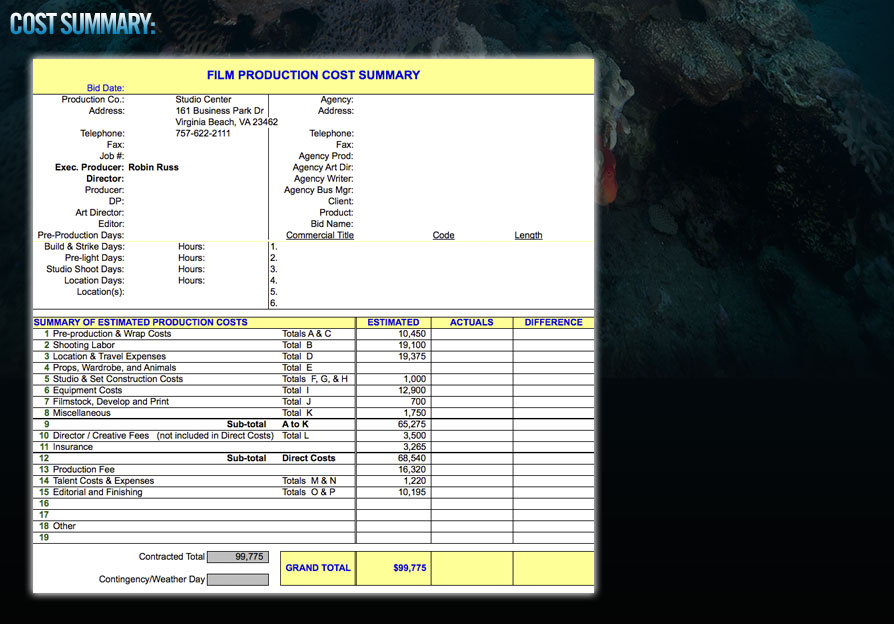 COST SUMMARY:
FILM PRODUCTION COST SUMMARY
Bid Date:
Production Co.: Studio Center Agency:
Address: 161 Business Park Dr Address:
Virginia Beach, VA 23462
Telephone: 757-622-2111 Telephone:
Fax: Fax:
Job #: Agency Prod:
Exec. Producer: Robin Russ Agency Art Dir:
Director: Agency Writer:
Producer: Agency Bus Mgr:
DP: Client:
Art Director: Product:
Editor: Bid Name:
Pre-Production Days: Commercial Title Code Length
Build & Strike Days: Hours: 1.
Pre-light Days: Hours: 2.
Studio Shoot Days: Hours: 3.
Location Days: Hours: 4.
Location(s): 5.
6.
SUMMARY OF ESTIMATED PRODUCTION COSTS ESTIMATED ACTUALS DIFFERENCE
1 Pre-production & Wrap Costs Totals A & C 10,450
2 Shooting Labor Total B 19,100
3 Location & Travel Expenses Total D 19,375
4 Props, Wardrobe, and Animals Total E
5 Studio & Set Construction Costs Totals F, G, & H 1,000
6 Equipment Costs Total I 12,900
7 Filmstock, Develop and Print Total J 700
8 Miscellaneous Total K 1,750
9 Sub-total A to K 65,275
10 Director / Creative Fees (not included in Direct Costs) Total L 3,500
11 Insurance 3,265
12 Sub-total Direct Costs 68,540
13 Production Fee 16,320
14 Talent Costs & Expenses Totals M & N 1,220
15 Editorial and Finishing Totals O & P 10,195
16
17
18 Other
19
Contracted Total 99,775
GRAND TOTAL $99,775
Contingency/Weather Day